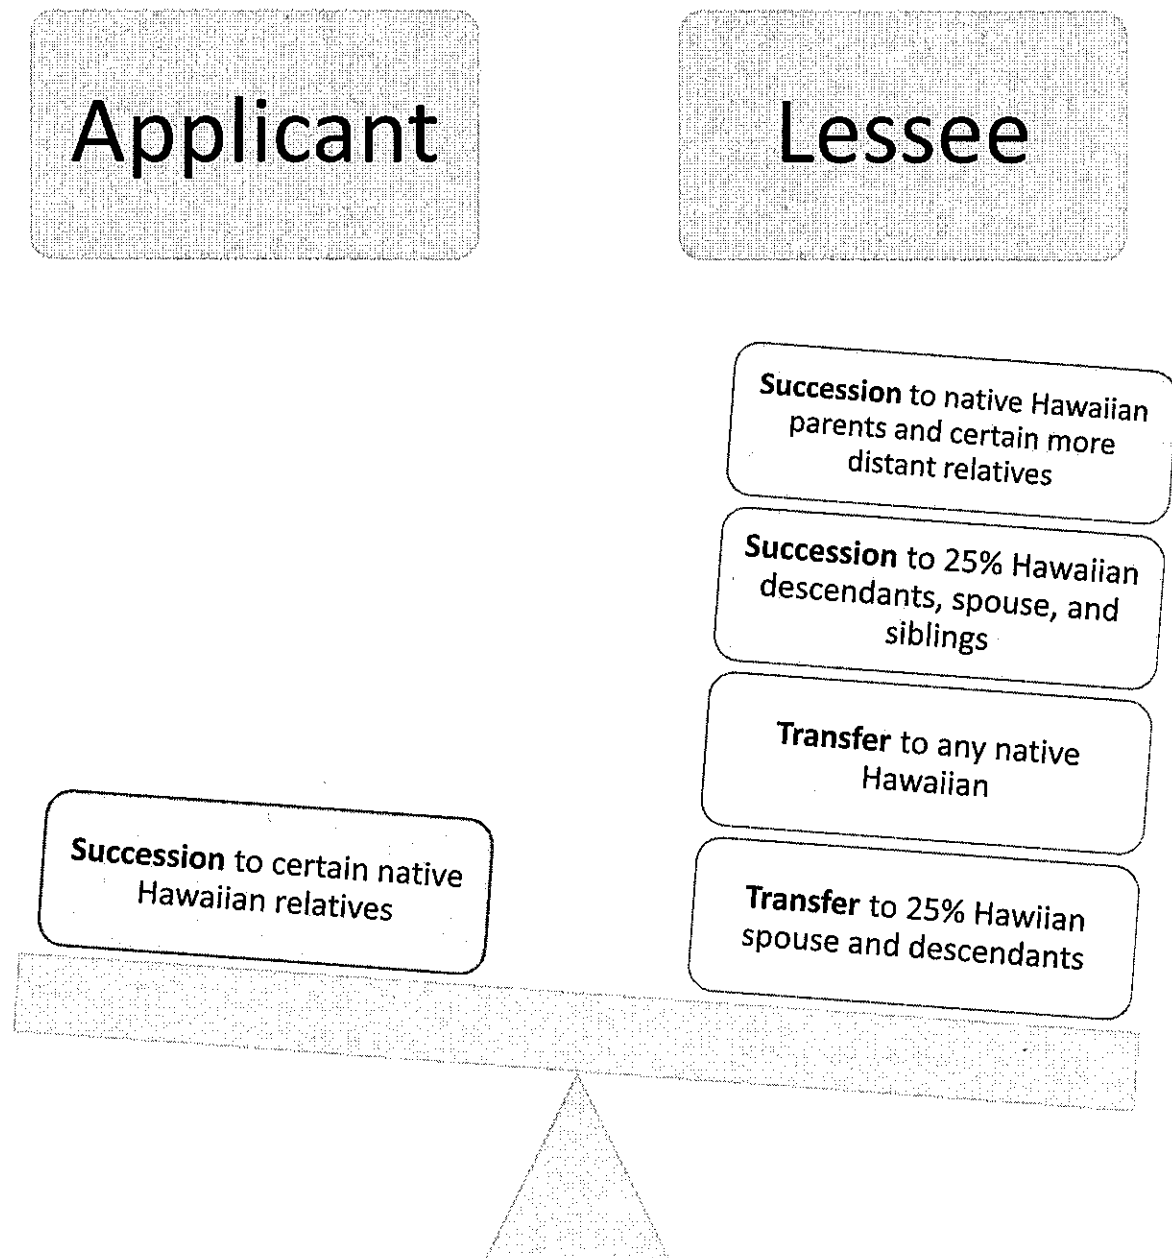 Applicant
Lessee
Succession to native Hawaiian
parents and certain more
distant relatives
Succession to 25% Hawaiian
descendants, spouse, and
siblings
Transfer to any native
Hawaiian
Transfer to 25% Hawiian
spouse and descendants
Succession to certain native
Hawaiian relatives